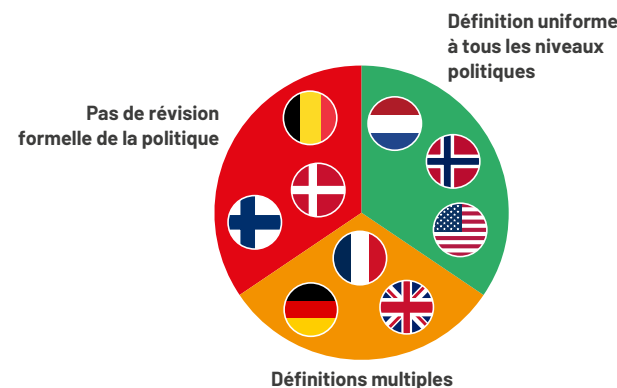 Définition uniforme
à tous les niveaux
politiques
Pas de révision
formelle de la politique
Définitions multiples